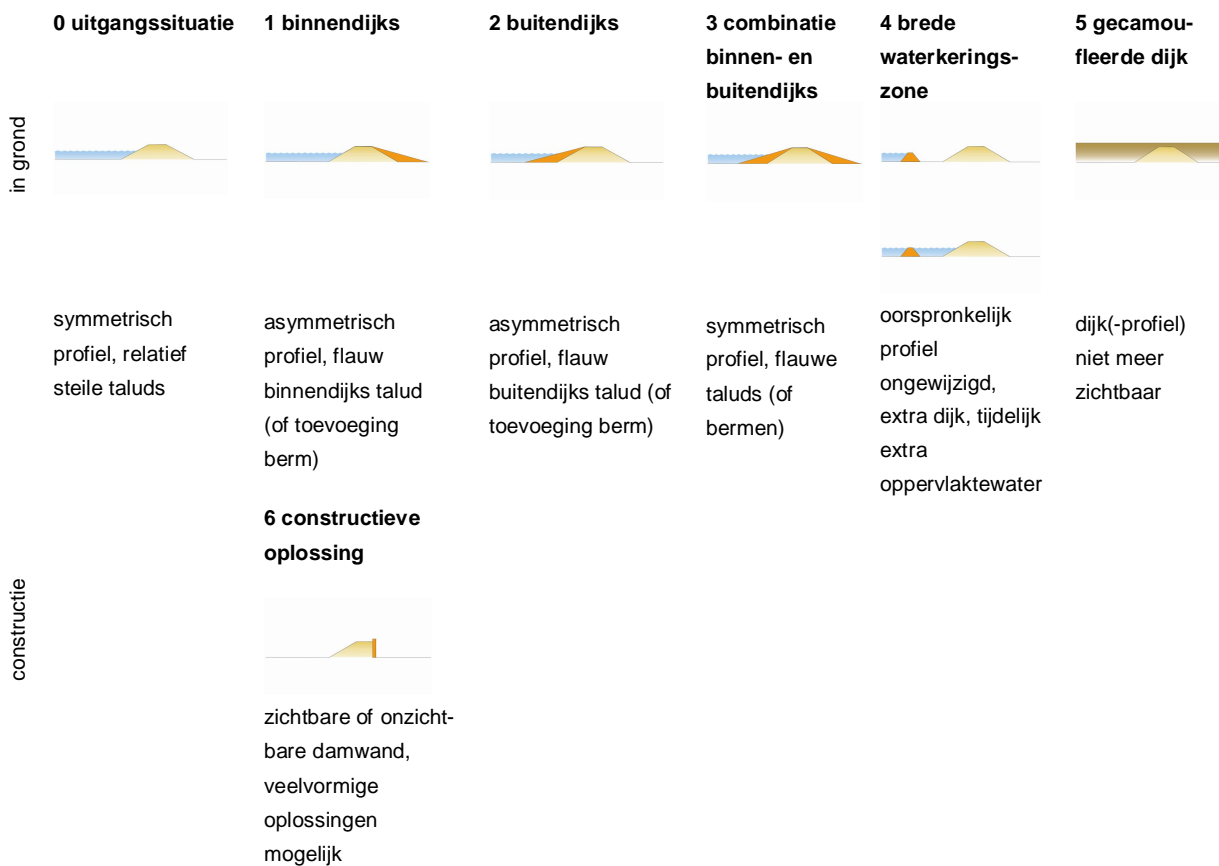 0 uitgangssituatie
1 binnendijks
2 buitendijks
3 combinatie
binnen- en
buitendijks
4 brede
waterkerings-
zone
5 gecamou-
fleerde dijk
in grond
symmetrisch
profiel, relatief
steile taluds
asymmetrisch
profiel, flauw
binnendijks talud
(of toevoeging
berm)
asymmetrisch
profiel, flauw
buitendijks talud (of
toevoeging berm)
symmetrisch
profiel, flauwe
taluds (of
bermen)
oorspronkelijk
profiel
ongewijzigd,
extra dijk, tijdelijk
extra
oppervlaktewater
dijk(-profiel)
niet meer
zichtbaar
constructie
6 constructieve
oplossing
zichtbare of onzicht-
bare damwand,
veelvormige
oplossingen
mogelijk